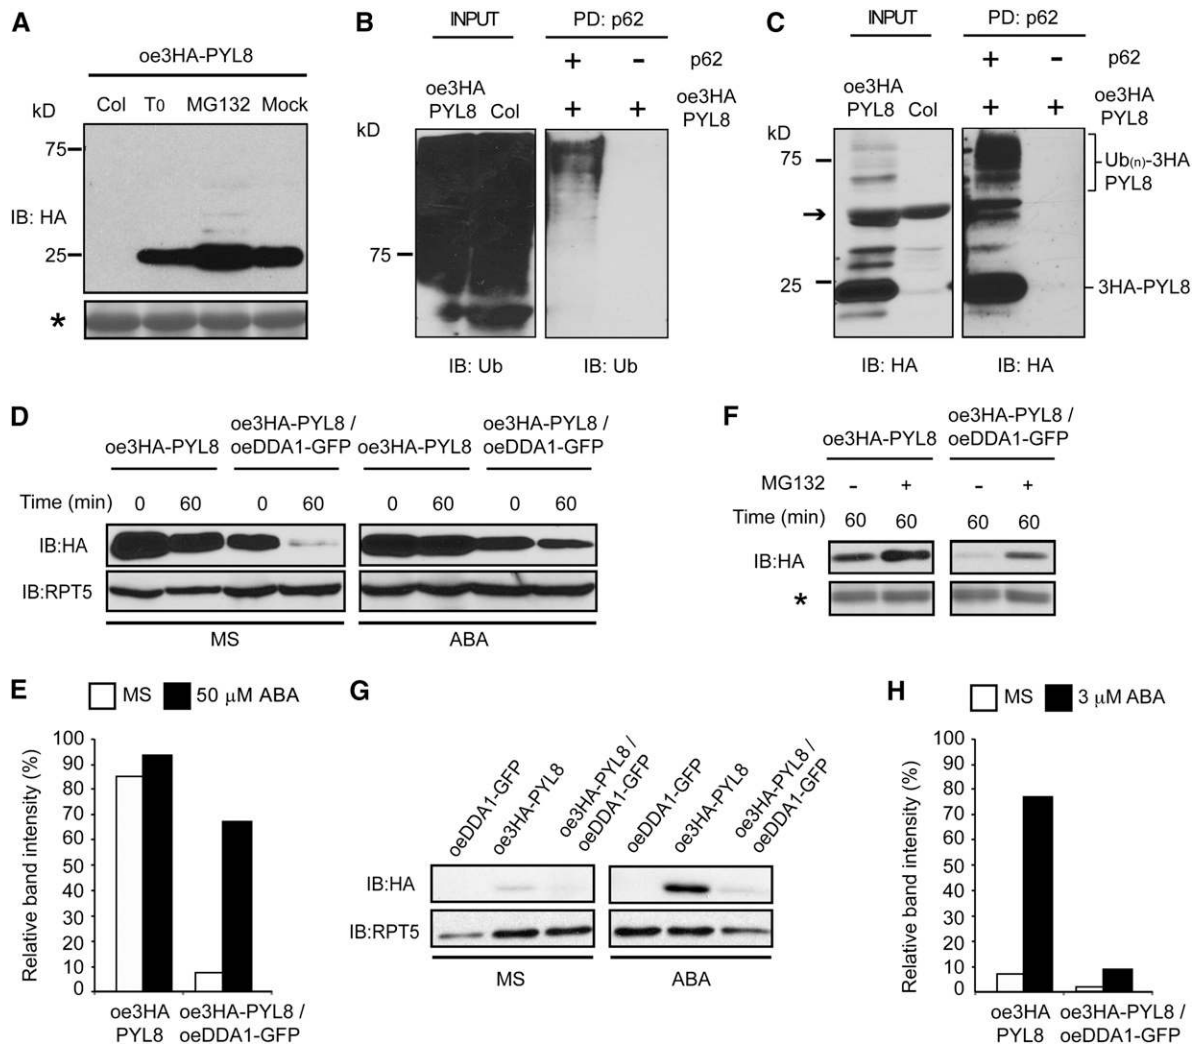 A
oe3HA-PYL8
kD
Col T0 MG132 Mock
75
IB: HA
25
*
B
INPUT PD: p62
+ - p62
oe3HA
PYL8 Col + + oe3HA
PYL8
kD
75
IB: Ub IB: Ub
C
INPUT PD: p62
+ - p62
oe3HA
PYL8 Col + + oe3HA
PYL8
kD
75
Ub(n)-3HA
PYL8
25
3HA-PYL8
IB: HA IB: HA
D
oe3HA-PYL8 oe3HA-PYL8 /
oeDDA1-GFP oe3HA-PYL8 oe3HA-PYL8 /
oeDDA1-GFP
Time (min) 0 60 0 60 0 60 0 60
IB:HA
IB:RPT5
MS ABA
F
oe3HA-PYL8 oe3HA-PYL8 /
oeDDA1-GFP
MG132 - + - +
Time (min) 60 60 60 60
IB:HA
*
E
MS 50 μM ABA
Relative band intensity (%)
100
90
80
70
60
50
40
30
20
10
0
oe3HA
PYL8
oe3HA-PYL8 /
oeDDA1-GFP
G
oeDDA1-GFP
oe3HA-PYL8
oe3HA-PYL8 /
oeDDA1-GFP
oeDDA1-GFP
oe3HA-PYL8
oe3HA-PYL8 /
oeDDA1-GFP
IB:HA
IB:RPT5
MS ABA
H
MS 3 μM ABA
Relative band intensity (%)
100
90
80
70
60
50
40
30
20
10
0
oe3HA
PYL8
oe3HA-PYL8 /
oeDDA1-GFP